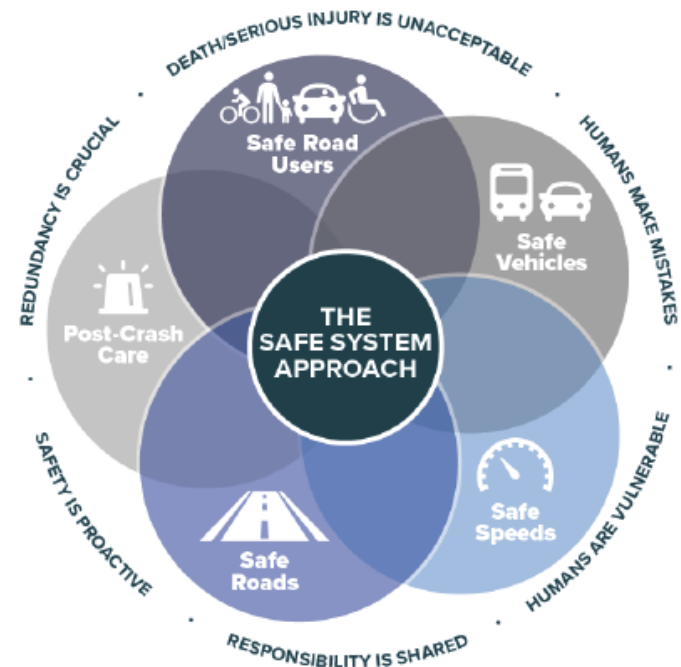 DEATH/SERIOUS INJURY IS UNACCEPTABLE
HUMANS MAKE MISTAKES
HUMANS ARE VULNERABLE
RESPONSIBILITY IS SHARED
SAFETY IS PROACTIVE
REDUNDANCY IS CRUCIAL
Safe Road
Users
Safe
Vehicles
Safe
Speeds
Safe
Roads
Post-Crash
Care
THE
SAFE SYSTEM
APPROACH